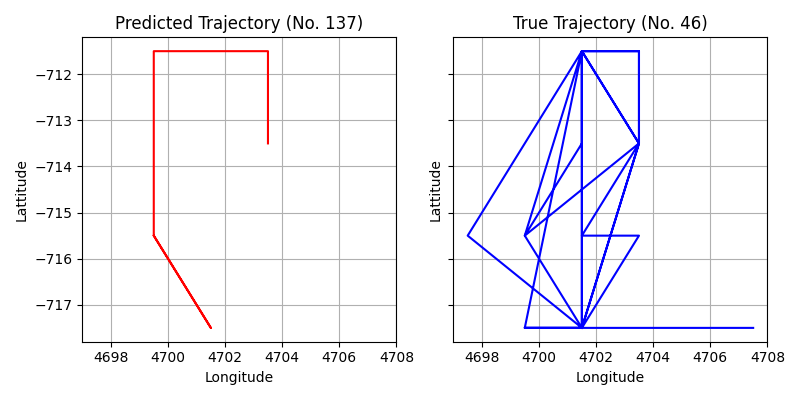 Predicted Trajectory (No. 137)
Lattitude
−712
−713
−714
−715
−716
−717
4698 4700 4702 4704 4706 4708
Longitude
True Trajectory (No. 46)
Lattitude
4698 4700 4702 4704 4706 4708
Longitude